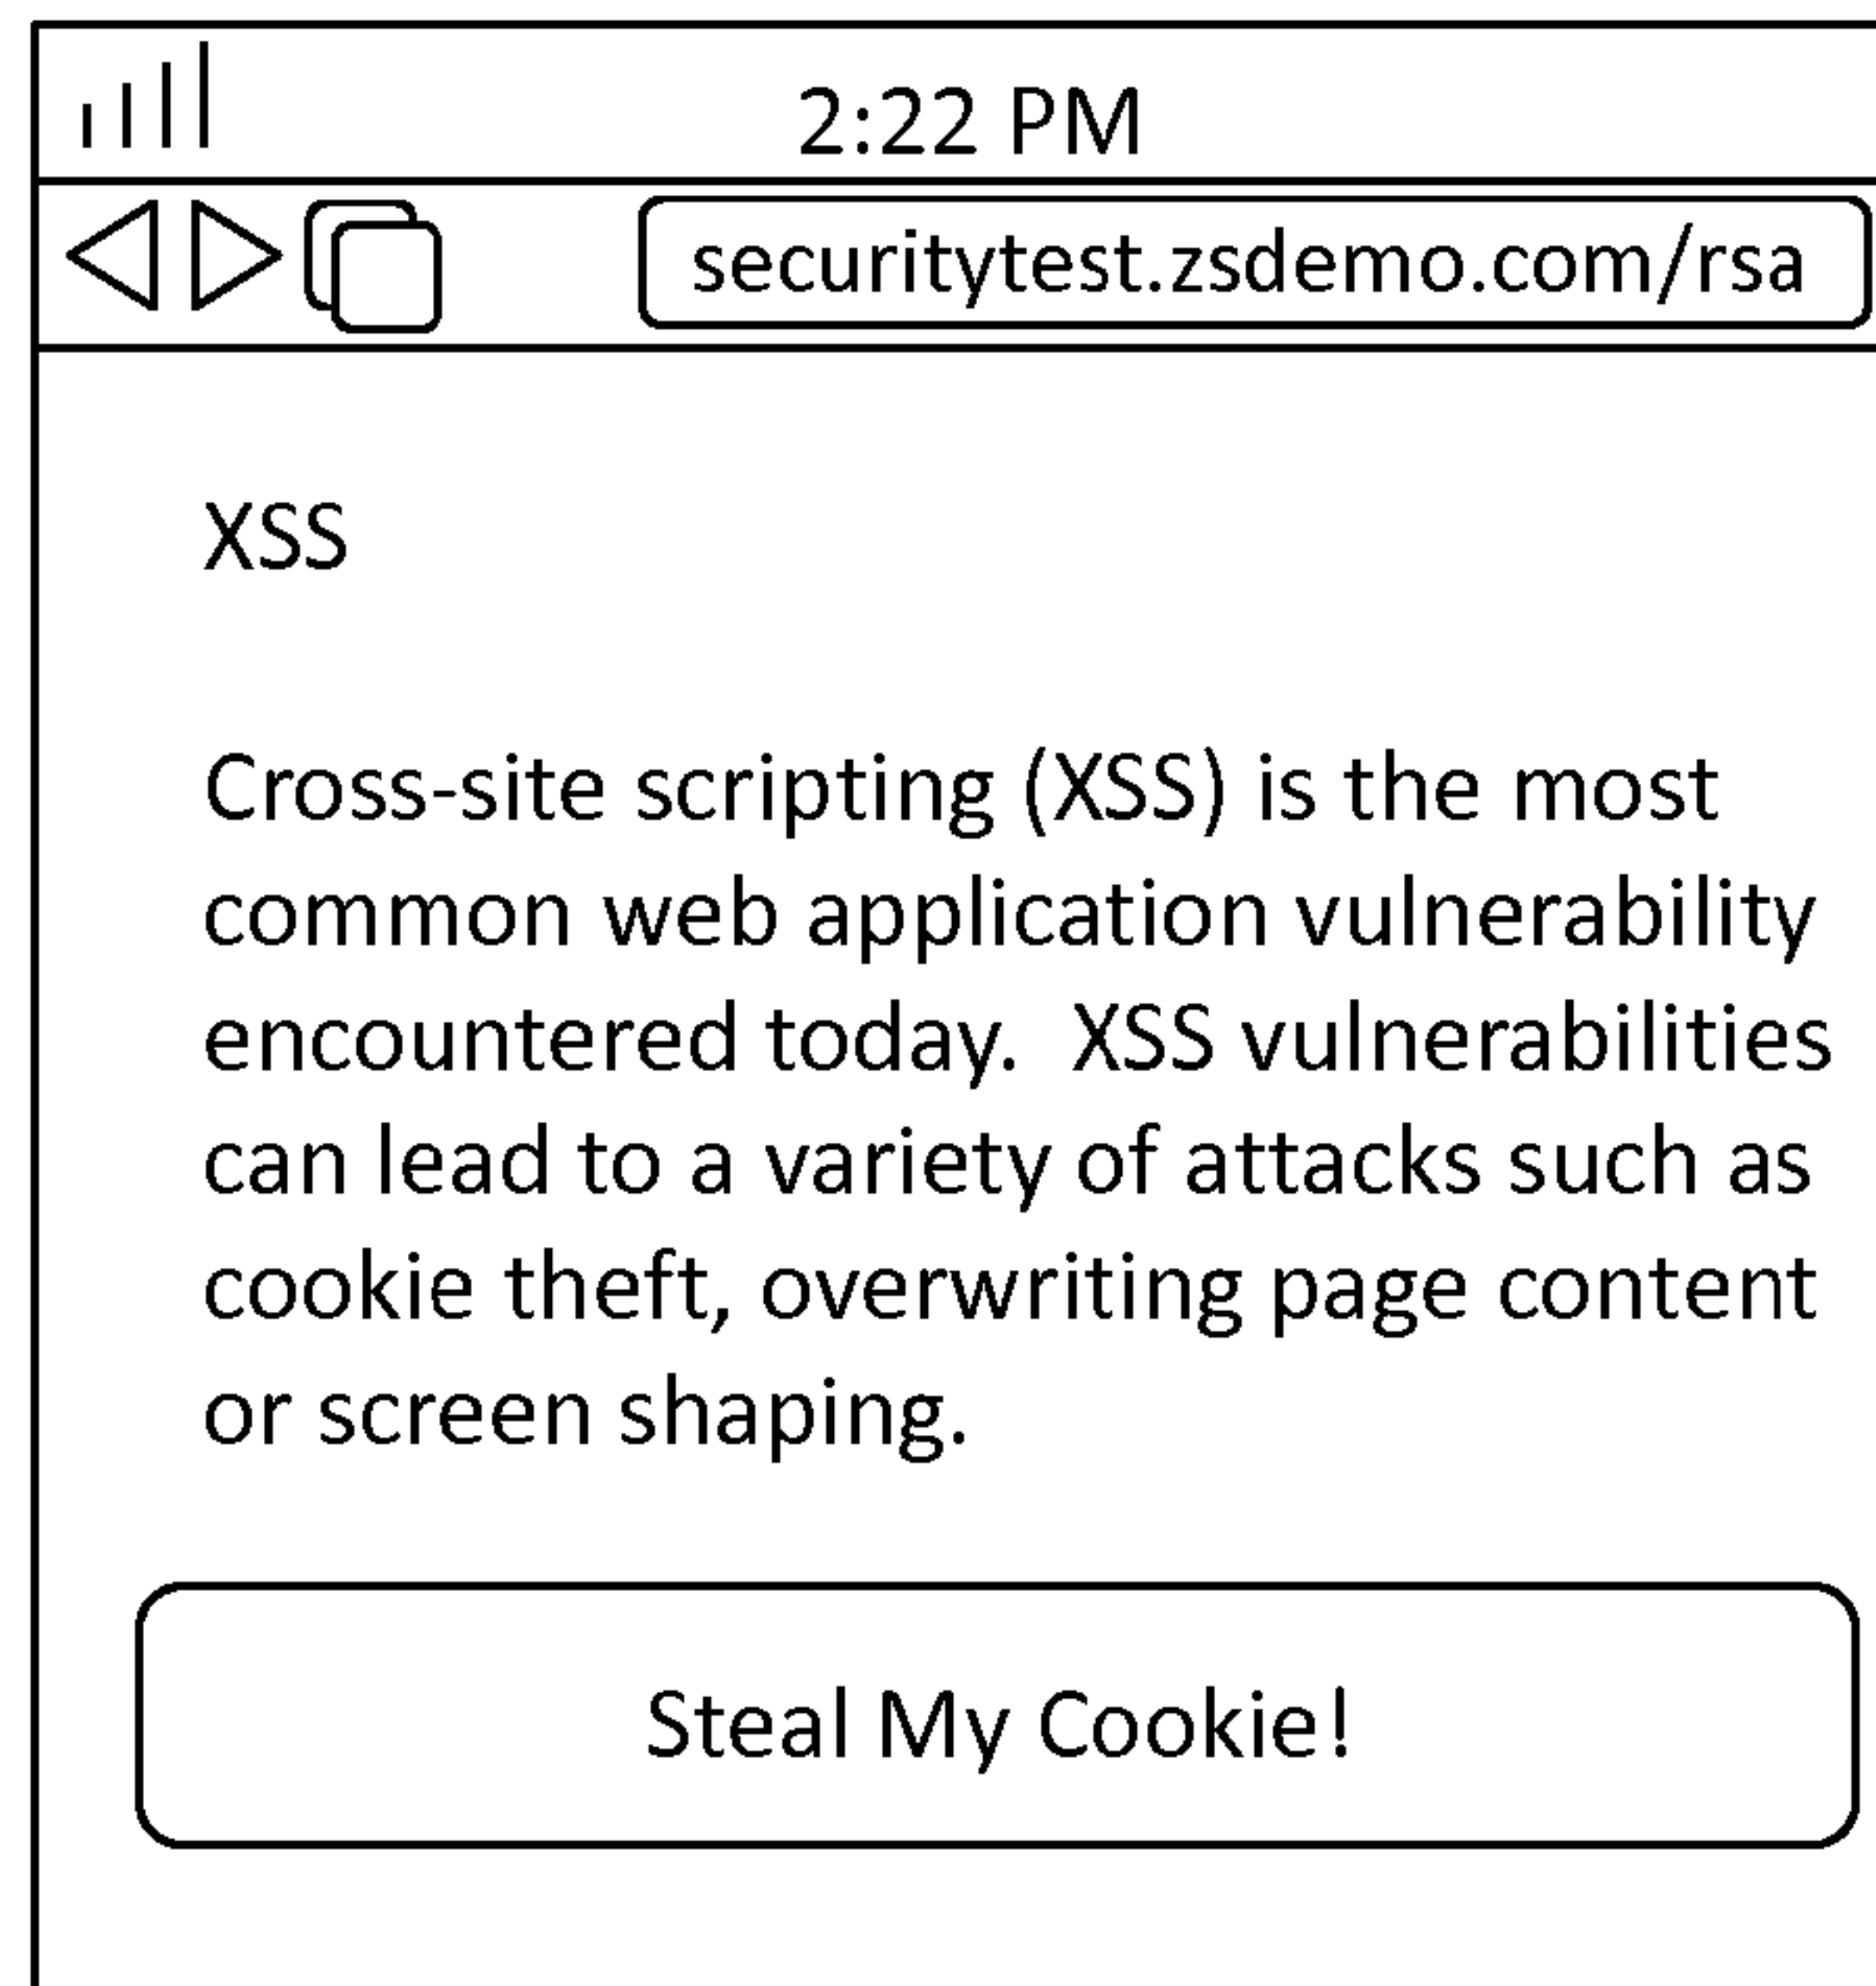 2:22 PM
securitytest.zsdemo.com/rsa
XSS
Cross-site scripting (XSS) is the most
common web application vulnerability
encountered today.  XSS vulnerabilities
can lead to a variety of attacks such as
cookie theft, overwriting page content
or screen shaping.
Steal My Cookie!